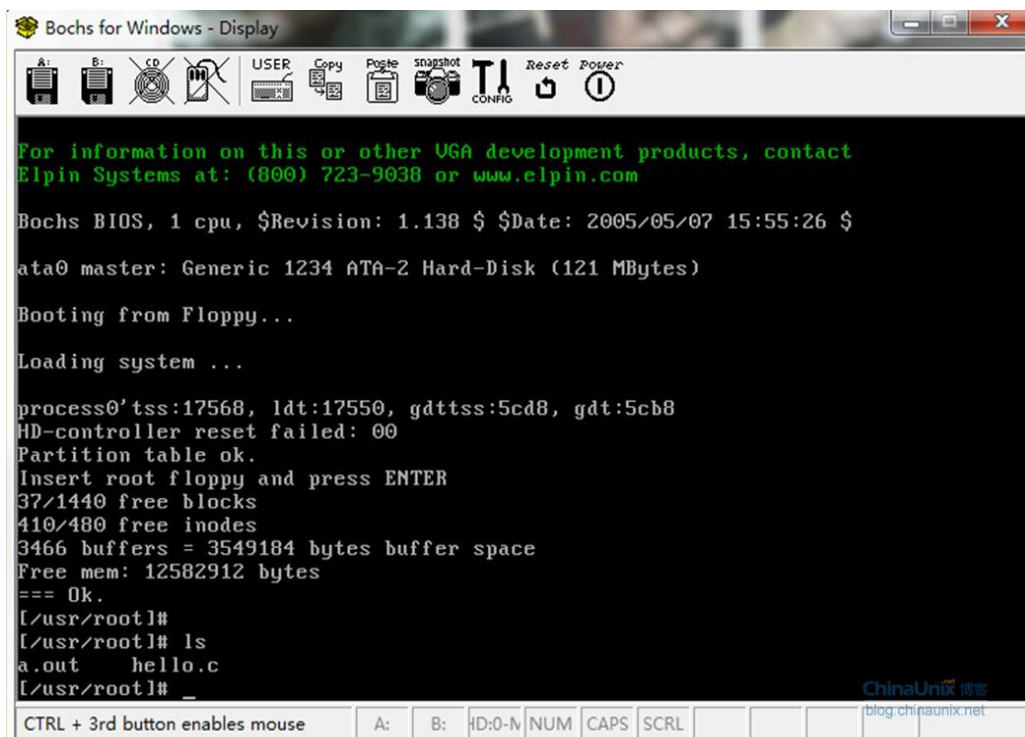 Bochs for Windows - Display
A: B: CD USER Copy Paste snapshot CONFIG Reset Power
For information on this or other VGA development products, contact
Elpin Systems at: (800) 723-9038 or www.elpin.com
Bochs BIOS, 1 cpu, $Revision: 1.138 $ $Date: 2005/05/07 15:55:26 $
ata0 master: Generic 1234 ATA-2 Hard-Disk (121 MBytes)
Booting from Floppy...
Loading system ...
process0'tss:17568, ldt:17550, gdttss:5cd8, gdt:5cb8
HD-controller reset failed: 00
Partition table ok.
Insert root floppy and press ENTER
37/1440 free blocks
410/480 free inodes
3466 buffers = 3549184 bytes buffer space
Free mem: 12582912 bytes
=== Ok.
[/usr/root]#
[/usr/root]# ls
a.out hello.c
[/usr/root]# _
ChinaUnix.net 博客
blog.chinaunix.net
CTRL + 3rd button enables mouse A: B: HD:0-M NUM CAPS SCRL